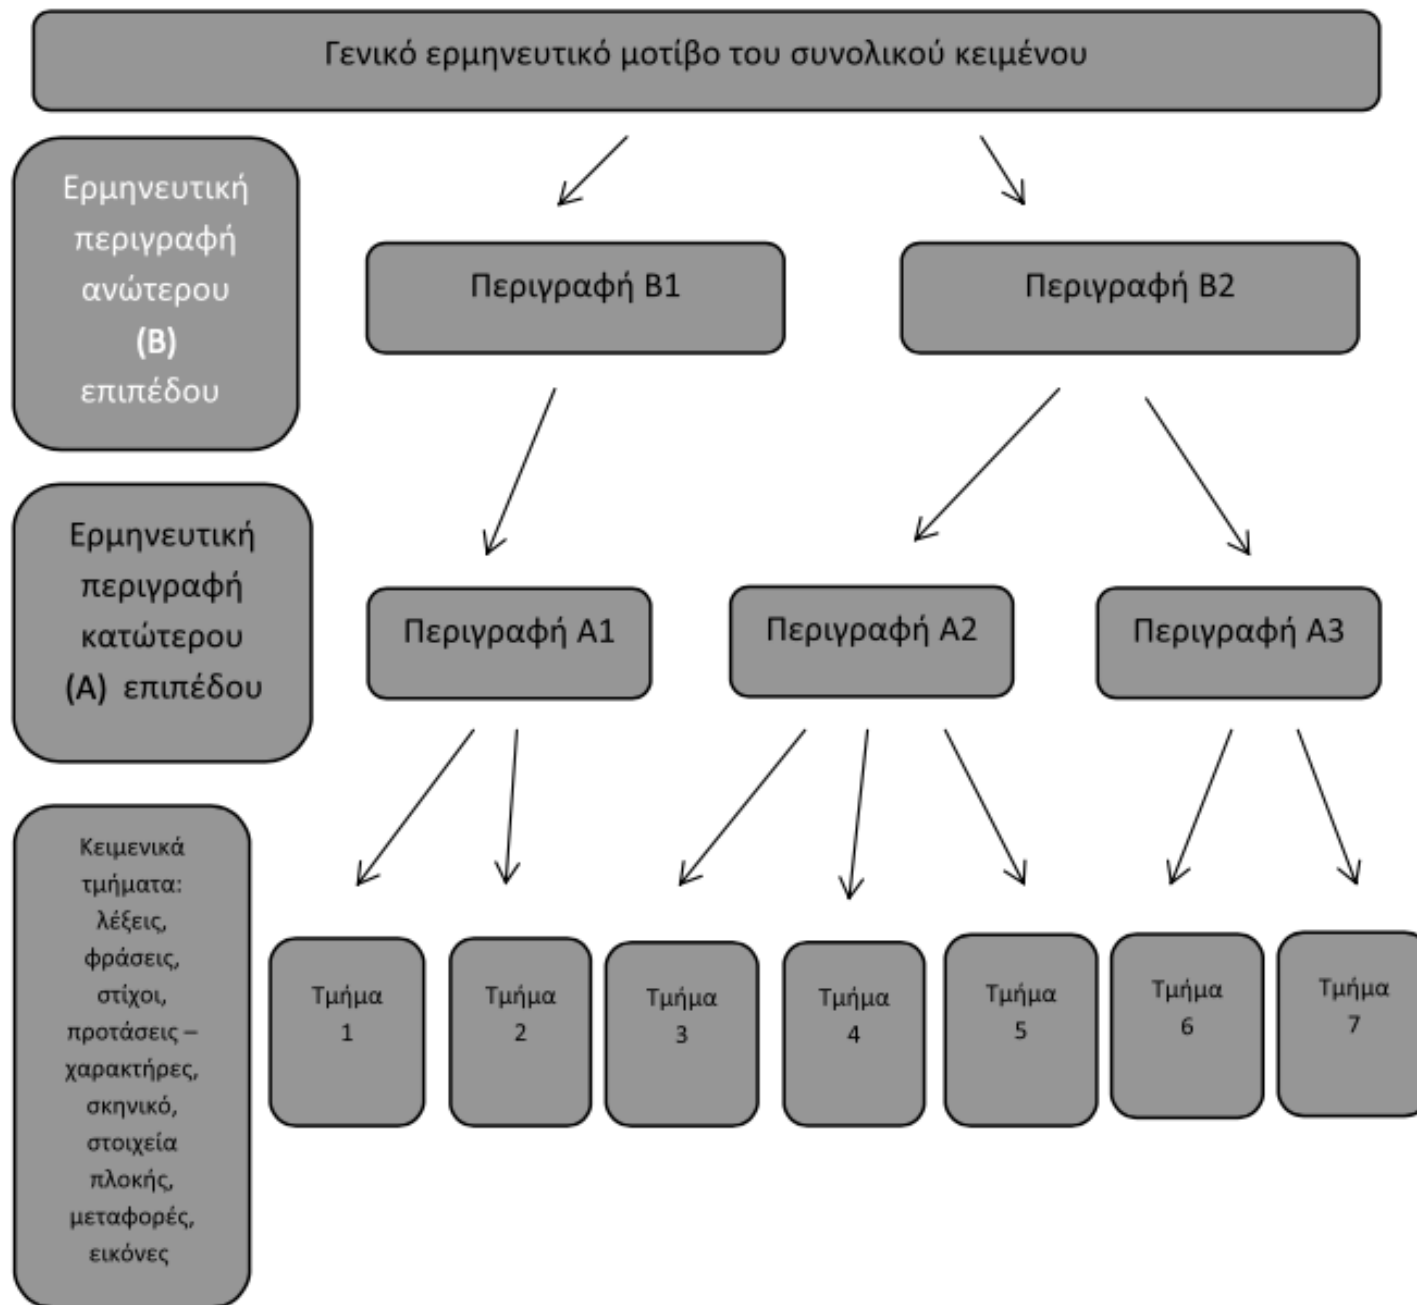 Γενικό ερμηνευτικό μοτίβο του συνολικού κειμένου
Ερμηνευτική
περιγραφή
ανώτερου
(Β)
επιπέδου
Περιγραφή Β1
Περιγραφή Β2
Ερμηνευτική
περιγραφή
κατώτερου
(Α) επιπέδου
Περιγραφή Α1
Περιγραφή Α2
Περιγραφή Α3
Κειμενικά
τμήματα:
λέξεις,
φράσεις,
στίχοι,
προτάσεις –
χαρακτήρες,
σκηνικό,
στοιχεία
πλοκής,
μεταφορές,
εικόνες
Τμήμα
1
Τμήμα
2
Τμήμα
3
Τμήμα
4
Τμήμα
5
Τμήμα
6
Τμήμα
7